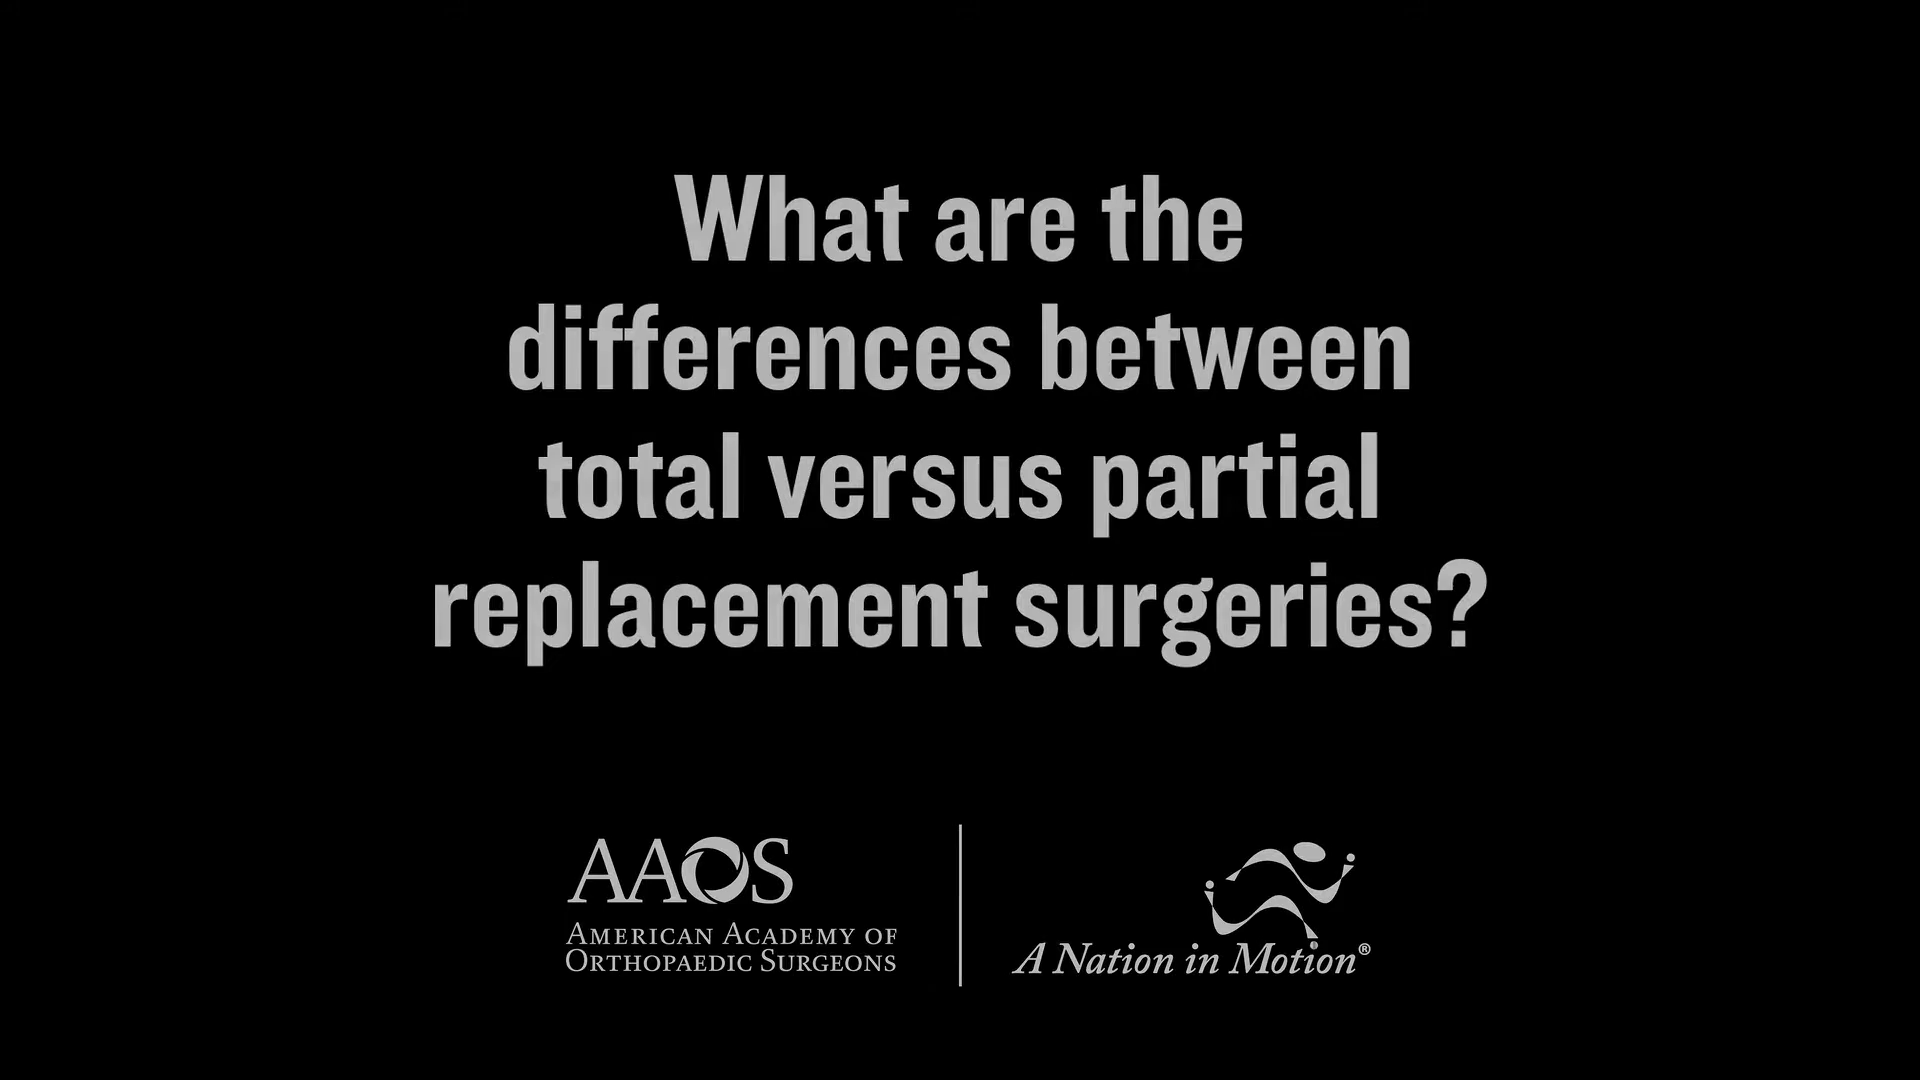 What are the
differences between
total versus partial
replacement surgeries?
AAOS
AMERICAN ACADEMY OF
ORTHOPAEDIC SURGEONS
A Nation in Motion®